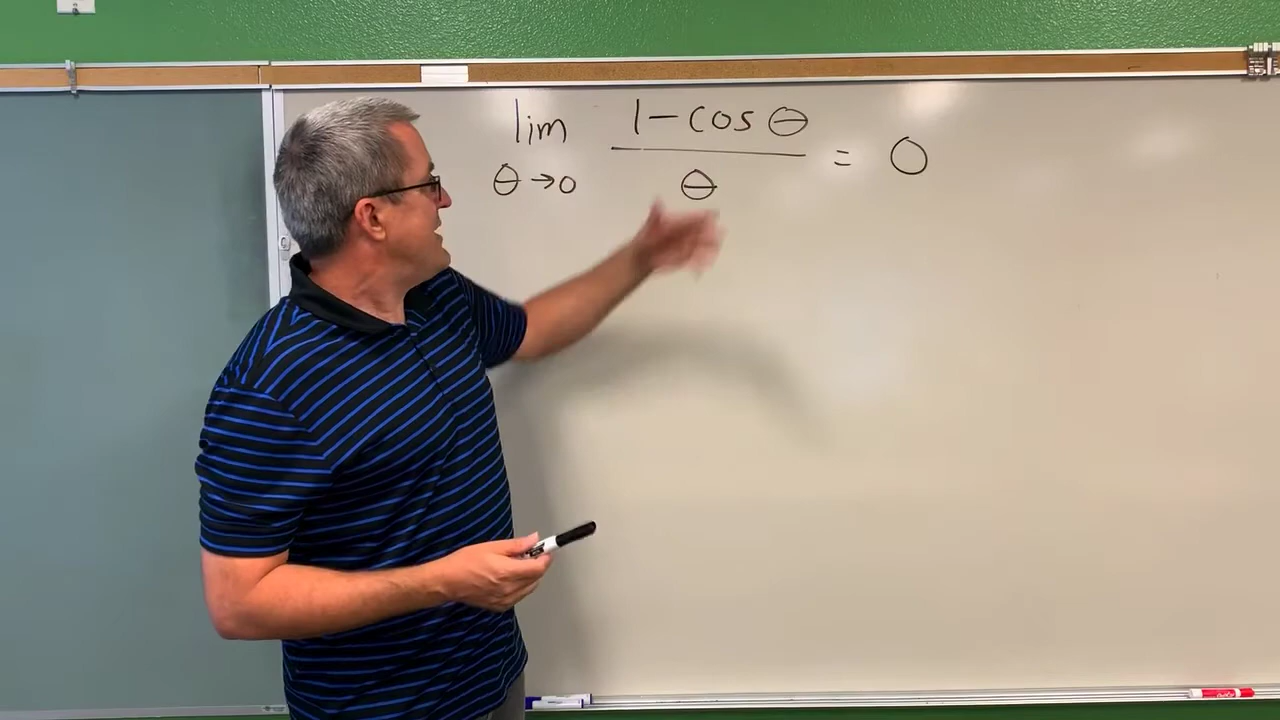 lim 1 - cos θ
θ → 0 θ = 0